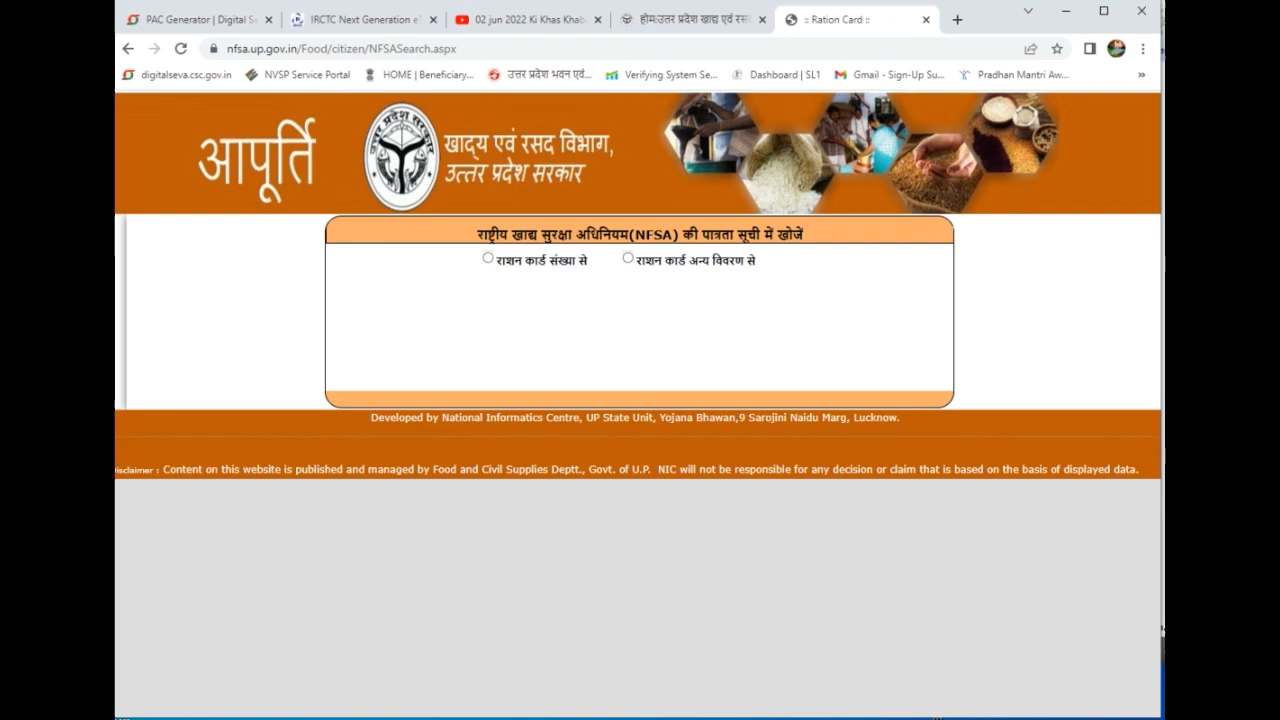 PAC Generator | Digital Se
IRCTC Next Generation e
02 jun 2022 Ki Khas Khab
होम:उत्तर प्रदेश खाद्य एवं रस
:: Ration Card ::
nfsa.up.gov.in/Food/citizen/NFSASearch.aspx
digitalseva.csc.gov.in
NVSP Service Portal
HOME | Beneficiary...
उत्तर प्रदेश भवन एवं...
Verifying System Se...
Dashboard | SL1
Gmail - Sign-Up Su...
Pradhan Mantri Aw...
»
आपूर्ति
उत्तर प्रदेश सरकार
खाद्य एवं रसद विभाग,
उत्तर प्रदेश सरकार
राष्ट्रीय खाद्य सुरक्षा अधिनियम(NFSA) की पात्रता सूची में खोजें
राशन कार्ड संख्या से राशन कार्ड अन्य विवरण से
Developed by National Informatics Centre, UP State Unit, Yojana Bhawan,9 Sarojini Naidu Marg, Lucknow.
isclaimer : Content on this website is published and managed by Food and Civil Supplies Deptt., Govt. of U.P. NIC will not be responsible for any decision or claim that is based on the basis of displayed data.